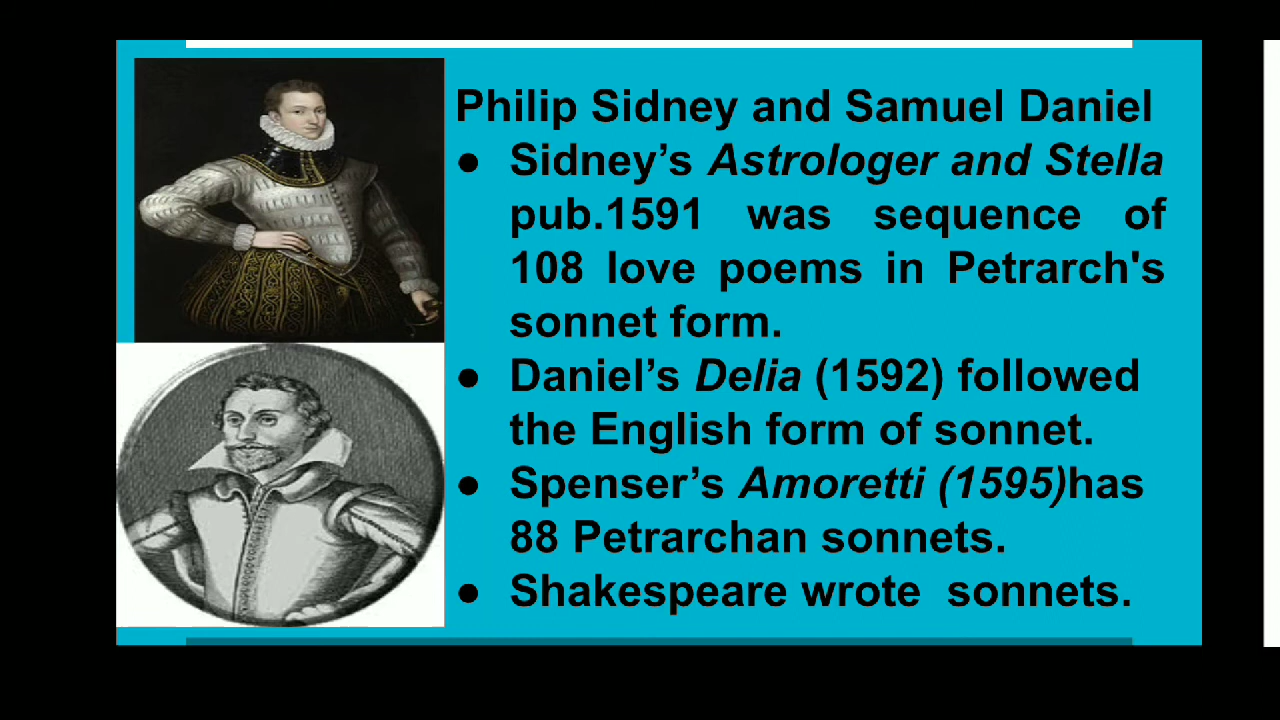 Philip Sidney and Samuel Daniel
● Sidney’s Astrologer and Stella
pub.1591 was sequence of
108 love poems in Petrarch's
sonnet form.
● Daniel’s Delia (1592) followed
the English form of sonnet.
● Spenser’s Amoretti (1595)has
88 Petrarchan sonnets.
● Shakespeare wrote sonnets.